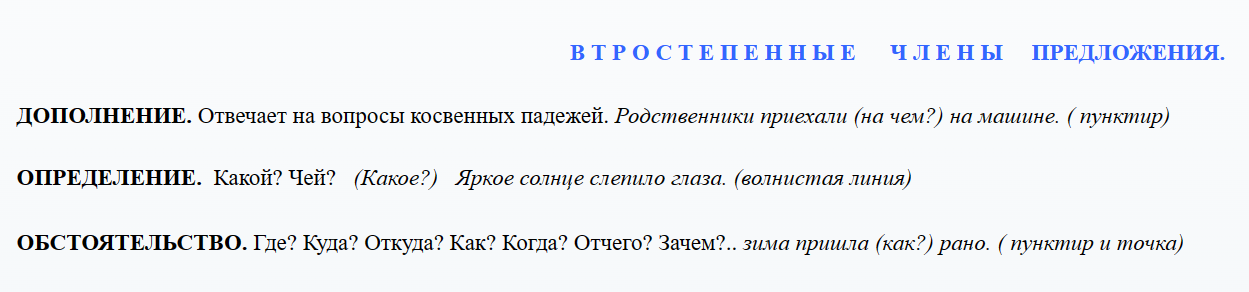 В Т Р О С Т Е П Е Н Н Ы Е Ч Л Е Н Ы ПРЕДЛОЖЕНИЯ.
ДОПОЛНЕНИЕ. Отвечает на вопросы косвенных падежей. Родственники приехали (на чем?) на машине. ( пунктир)
ОПРЕДЕЛЕНИЕ. Какой? Чей? (Какое?) Яркое солнце слепило глаза. (волнистая линия)
ОБСТОЯТЕЛЬСТВО. Где? Куда? Откуда? Как? Когда? Отчего? Зачем?.. зима пришла (как?) рано. ( пунктир и точка)